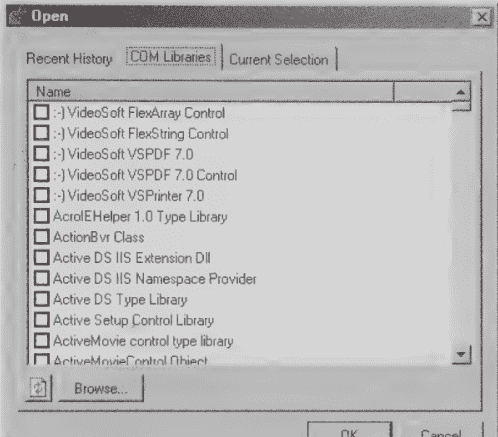 Open
Recent History COM Libraries Current Selection
Name
:-) VideoSoft FlexArray Control
:-) VideoSoft FlexString Control
:-) VideoSoft VSPDF 7.0
:-) VideoSoft VSPDF 7.0 Control
:-) VideoSoft VSPrinter 7.0
AcroIEHelper 1.0 Type Library
ActionBvr Class
Active DS IIS Extension Dll
Active DS IIS Namespace Provider
Active DS Type Library
Active Setup Control Library
ActiveMovie control type library
ActiveMovieControl Object
Browse...
OK Cancel